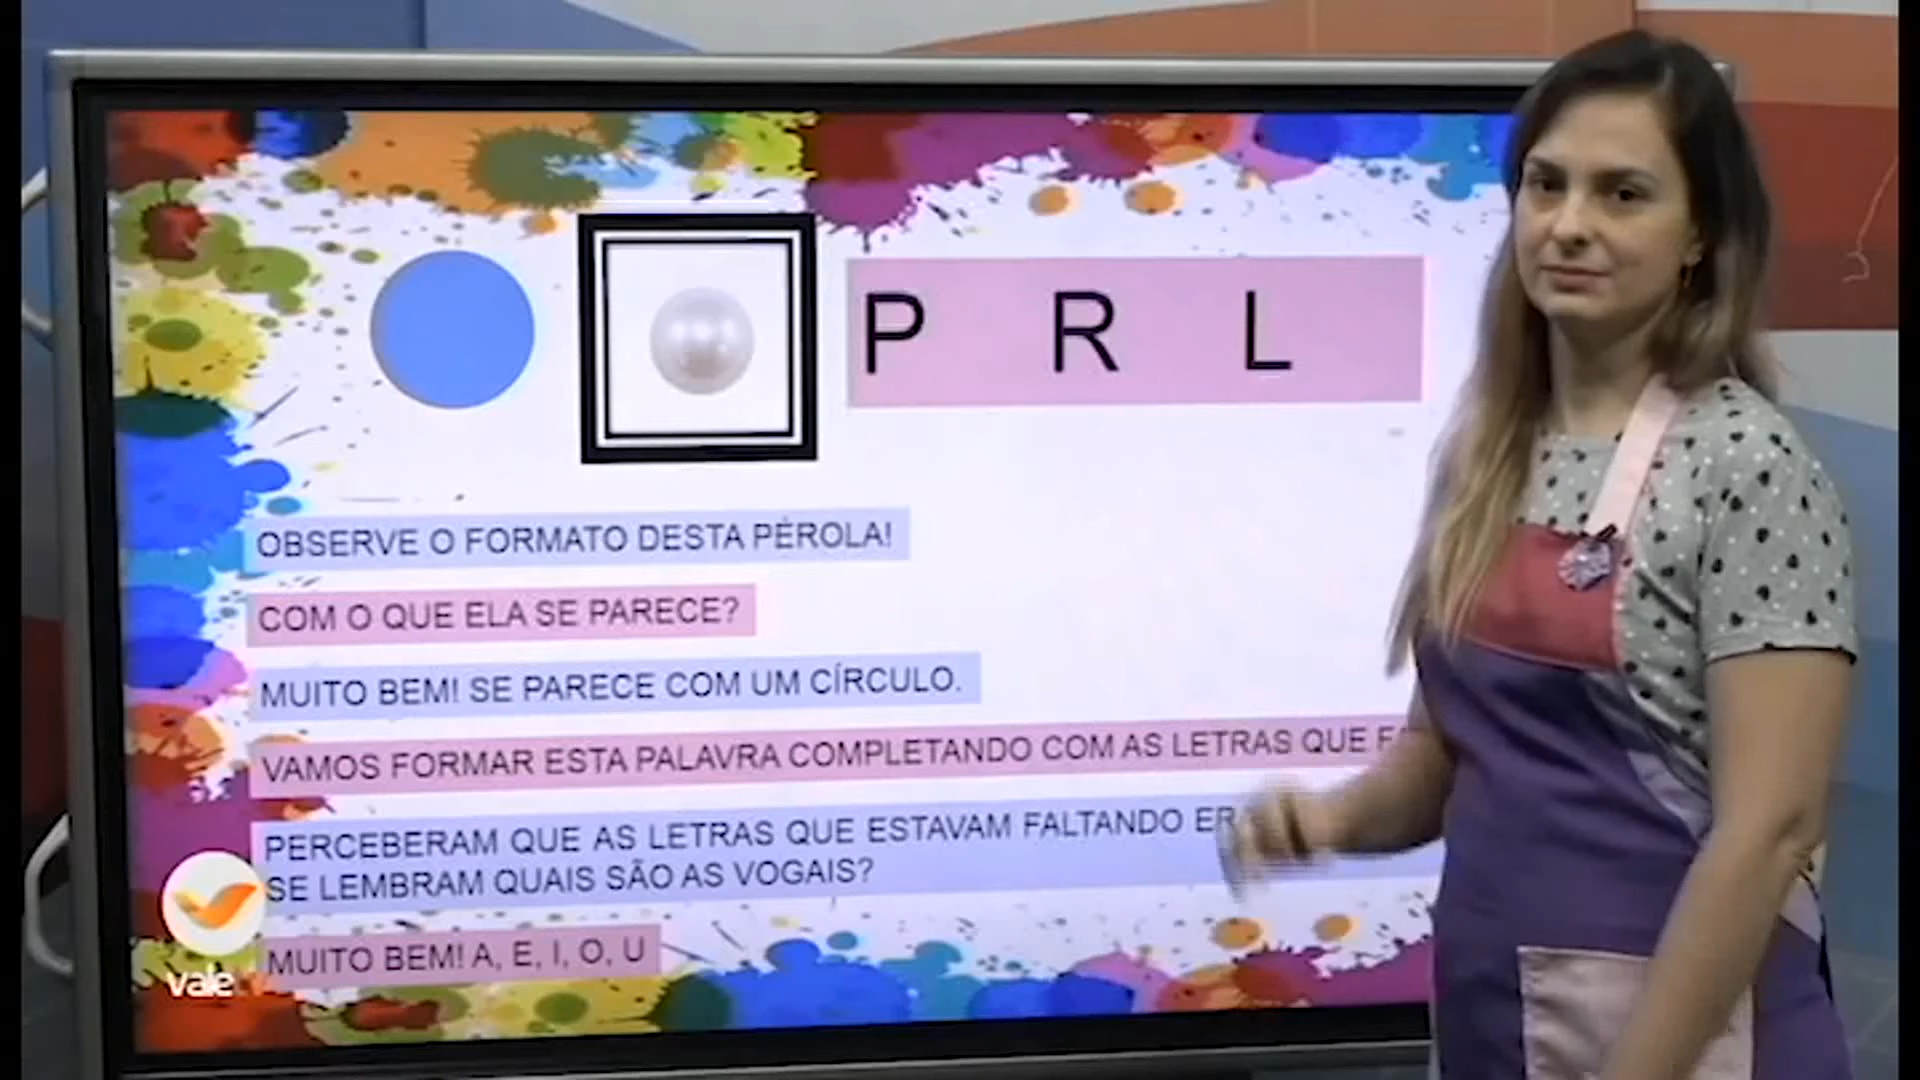 P R L
OBSERVE O FORMATO DESTA PÉROLA!
COM O QUE ELA SE PARECE?
MUITO BEM! SE PARECE COM UM CÍRCULO.
VAMOS FORMAR ESTA PALAVRA COMPLETANDO COM AS LETRAS QUE
PERCEBERAM QUE AS LETRAS QUE ESTAVAM FALTANDO
SE LEMBRAM QUAIS SÃO AS VOGAIS?
MUITO BEM! A, E, I, O, U
vale